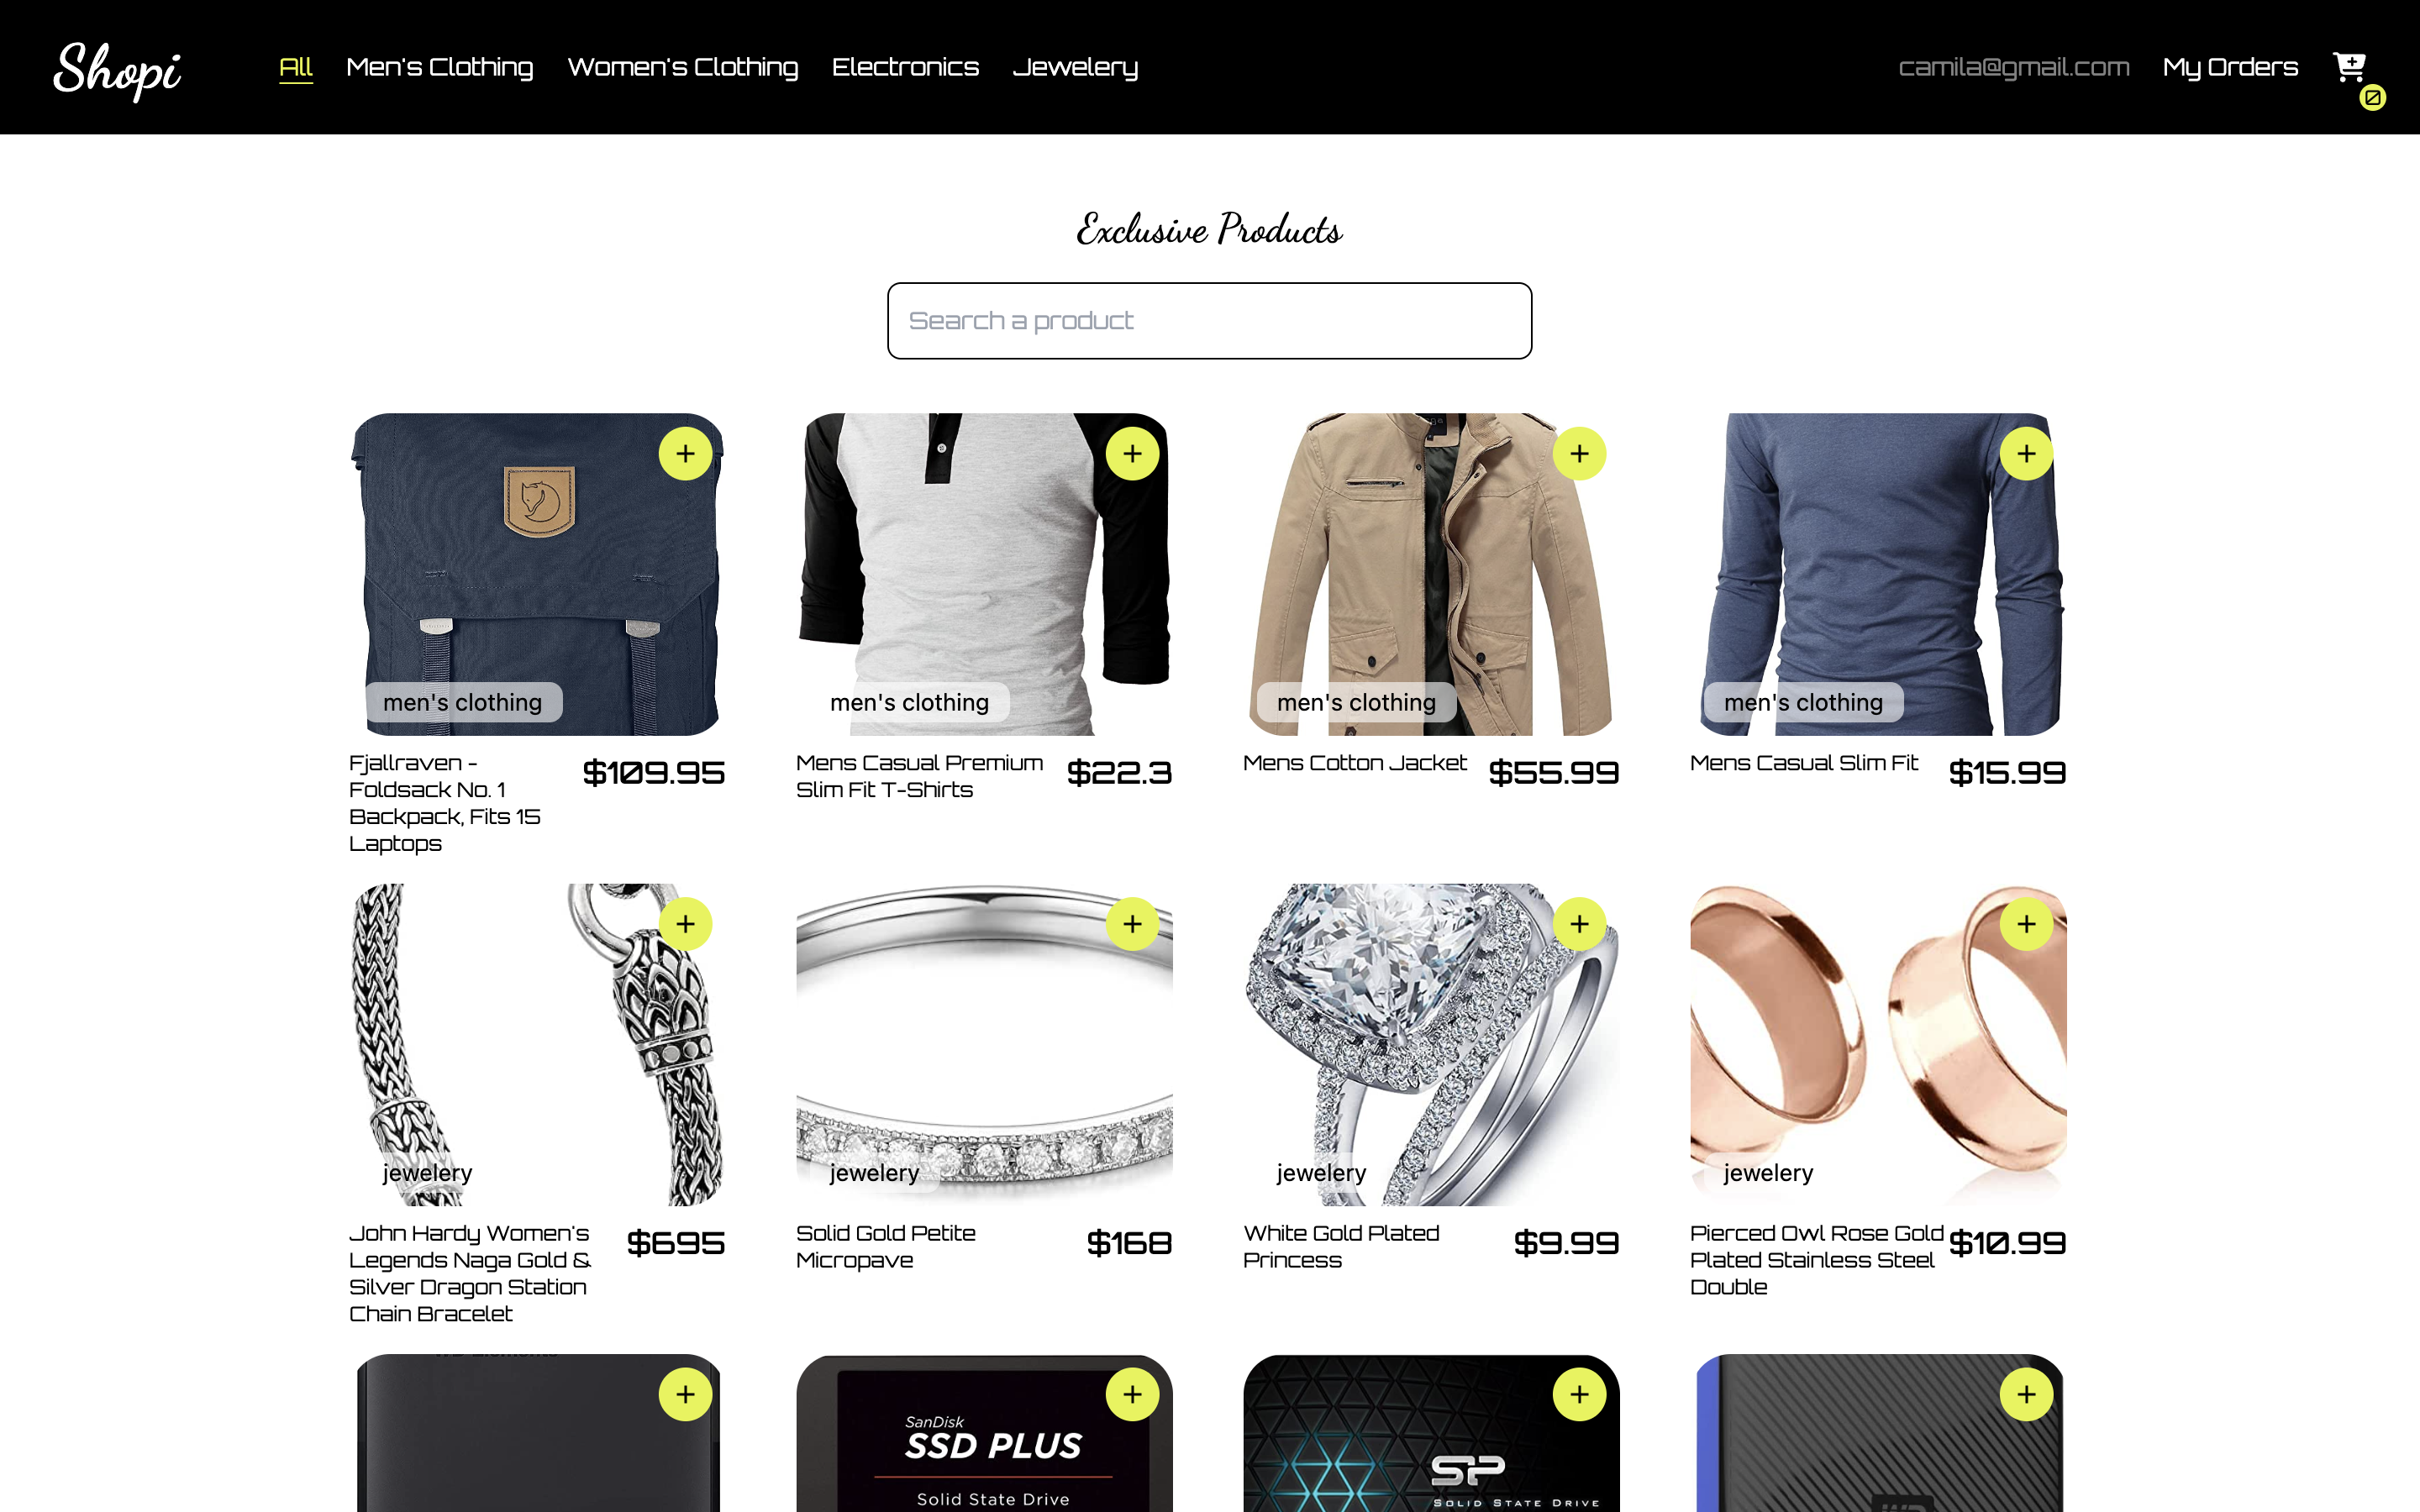 Shopi
All
Men's Clothing
Women's Clothing
Electronics
Jewelery
camila@gmail.com
My Orders
0
Exclusive Products
Search a product
men's clothing
Fjallraven -
Foldsack No. 1
Backpack, Fits 15
Laptops
$109.95
men's clothing
Mens Casual Premium
Slim Fit T-Shirts
$22.3
men's clothing
Mens Cotton Jacket
$55.99
men's clothing
Mens Casual Slim Fit
$15.99
jewelery
John Hardy Women's
Legends Naga Gold &
Silver Dragon Station
Chain Bracelet
$695
jewelery
Solid Gold Petite
Micropave
$168
jewelery
White Gold Plated
Princess
$9.99
jewelery
Pierced Owl Rose Gold
Plated Stainless Steel
Double
$10.99
SanDisk
SSD PLUS
Solid State Drive
SP
SOLID STATE DRIVE